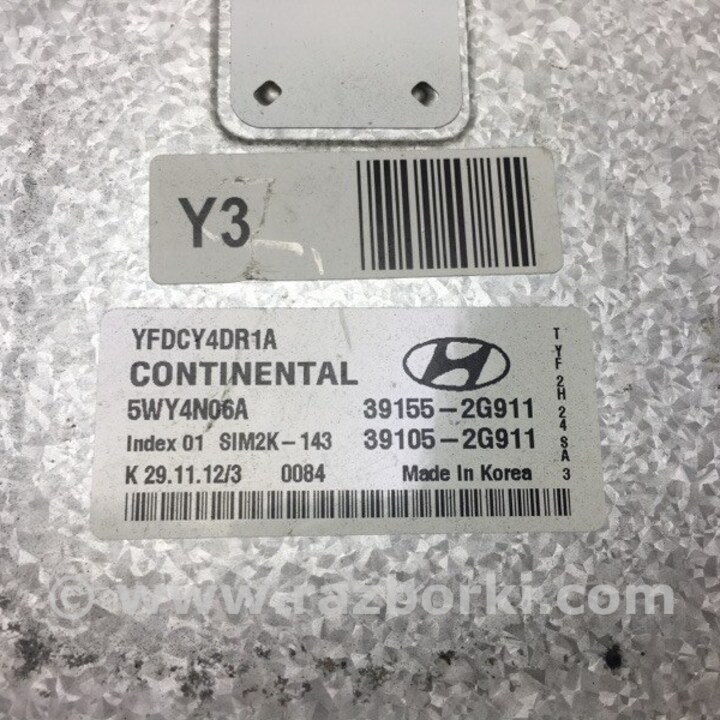 Y3
YFDCY4DR1A
CONTINENTAL
5WY4N06A 39155-2G911
Index 01 SIM2K-143 39105-2G911
K 29.11.12/3 0084 Made In Korea
TYF2H24SA3
© www.razborki.com